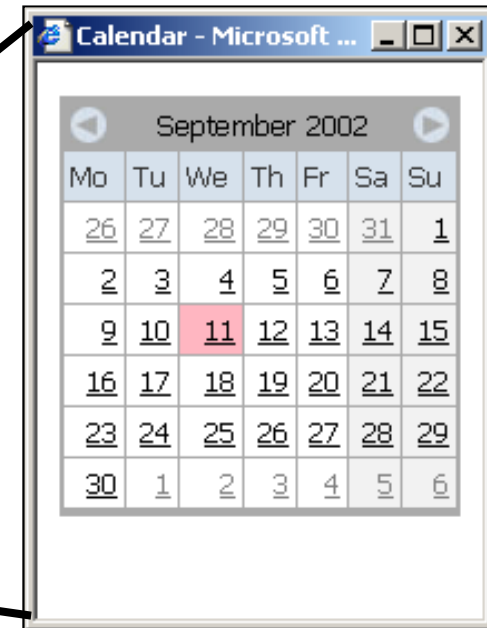 Calendar - Microsoft ...
September 2002
Mo Tu We Th Fr Sa Su
26 27 28 29 30 31 1
2 3 4 5 6 7 8
9 10 11 12 13 14 15
16 17 18 19 20 21 22
23 24 25 26 27 28 29
30 1 2 3 4 5 6